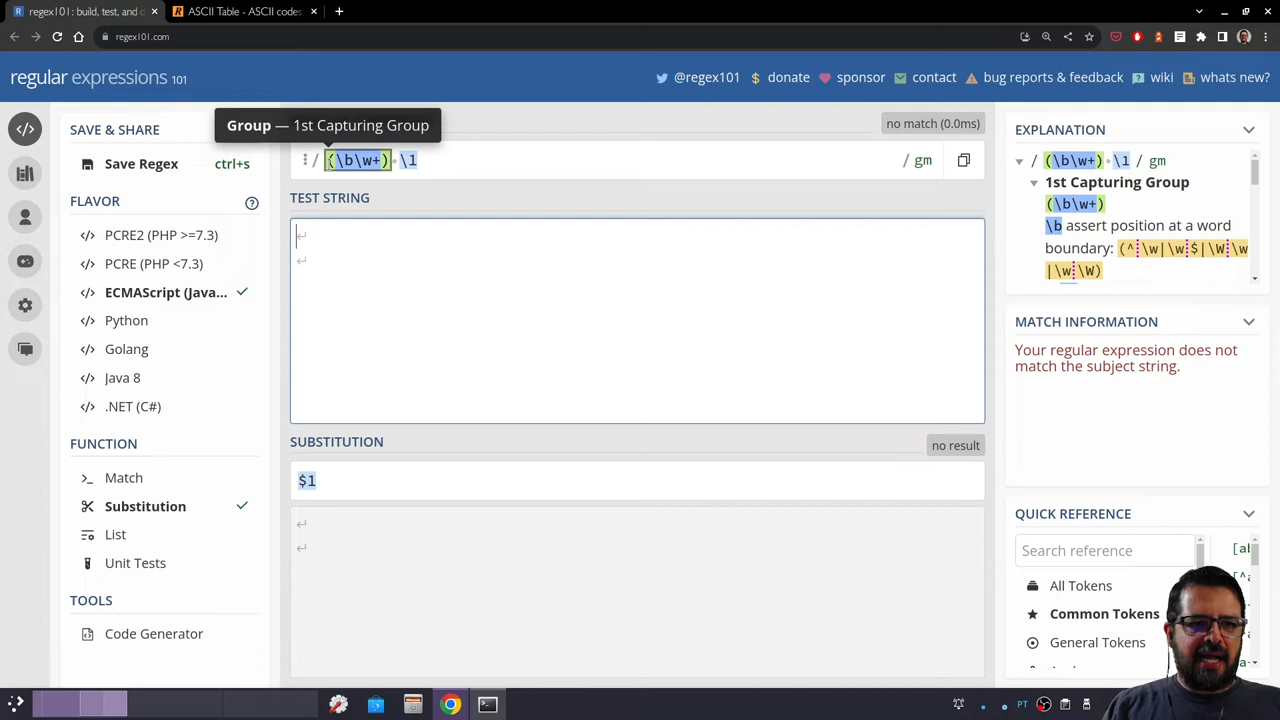 regex101: build, test, and d
ASCII Table - ASCII codes,
regex101.com
regular expressions 101
@regex101
donate
sponsor
contact
bug reports & feedback
wiki
whats new?
SAVE & SHARE
Save Regex ctrl+s
FLAVOR
PCRE2 (PHP >=7.3)
PCRE (PHP <7.3)
ECMAScript (Java...
Python
Golang
Java 8
.NET (C#)
FUNCTION
Match
Substitution
List
Unit Tests
TOOLS
Code Generator
Group — 1st Capturing Group
no match (0.0ms)
/ (\b\w+)·\1 / gm
TEST STRING
SUBSTITUTION
no result
$1
EXPLANATION
/ (\b\w+)·\1 / gm
1st Capturing Group
(\b\w+)
\b assert position at a word
boundary: (^\w|\w$|\W\w
|\w\W)
MATCH INFORMATION
Your regular expression does not
match the subject string.
QUICK REFERENCE
Search reference
All Tokens
Common Tokens
General Tokens
PT